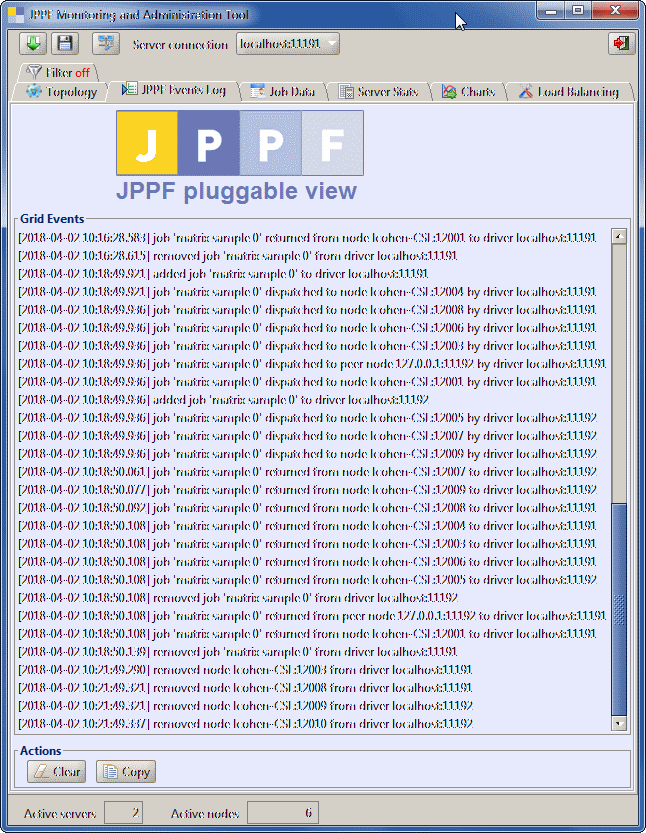 JPPF Monitoring and Administration Tool
Server connection localhost:11191
Filter off
Topology JPPF Events Log Job Data Server Stats Charts Load Balancing
J P P F
JPPF pluggable view
Grid Events
[2018-04-02 10:16:28.583] job 'matrix sample 0' returned from node lcohen-CSL:12001 to driver localhost:11191
[2018-04-02 10:16:28.615] removed job 'matrix sample 0' from driver localhost:11191
[2018-04-02 10:18:49.921] added job 'matrix sample 0' to driver localhost:11191
[2018-04-02 10:18:49.921] job 'matrix sample 0' dispatched to node lcohen-CSL:12004 by driver localhost:11191
[2018-04-02 10:18:49.936] job 'matrix sample 0' dispatched to node lcohen-CSL:12008 by driver localhost:11191
[2018-04-02 10:18:49.936] job 'matrix sample 0' dispatched to node lcohen-CSL:12006 by driver localhost:11191
[2018-04-02 10:18:49.936] job 'matrix sample 0' dispatched to node lcohen-CSL:12003 by driver localhost:11191
[2018-04-02 10:18:49.936] job 'matrix sample 0' dispatched to peer node 127.0.0.1:11192 by driver localhost:11191
[2018-04-02 10:18:49.936] job 'matrix sample 0' dispatched to node lcohen-CSL:12001 by driver localhost:11191
[2018-04-02 10:18:49.936] added job 'matrix sample 0' to driver localhost:11192
[2018-04-02 10:18:49.936] job 'matrix sample 0' dispatched to node lcohen-CSL:12005 by driver localhost:11192
[2018-04-02 10:18:49.936] job 'matrix sample 0' dispatched to node lcohen-CSL:12007 by driver localhost:11192
[2018-04-02 10:18:49.936] job 'matrix sample 0' dispatched to node lcohen-CSL:12009 by driver localhost:11192
[2018-04-02 10:18:50.061] job 'matrix sample 0' returned from node lcohen-CSL:12007 to driver localhost:11192
[2018-04-02 10:18:50.077] job 'matrix sample 0' returned from node lcohen-CSL:12009 to driver localhost:11192
[2018-04-02 10:18:50.092] job 'matrix sample 0' returned from node lcohen-CSL:12008 to driver localhost:11191
[2018-04-02 10:18:50.108] job 'matrix sample 0' returned from node lcohen-CSL:12004 to driver localhost:11191
[2018-04-02 10:18:50.108] job 'matrix sample 0' returned from node lcohen-CSL:12003 to driver localhost:11191
[2018-04-02 10:18:50.108] job 'matrix sample 0' returned from node lcohen-CSL:12006 to driver localhost:11191
[2018-04-02 10:18:50.108] job 'matrix sample 0' returned from node lcohen-CSL:12005 to driver localhost:11192
[2018-04-02 10:18:50.108] removed job 'matrix sample 0' from driver localhost:11192
[2018-04-02 10:18:50.108] job 'matrix sample 0' returned from peer node 127.0.0.1:11192 to driver localhost:11191
[2018-04-02 10:18:50.108] job 'matrix sample 0' returned from node lcohen-CSL:12001 to driver localhost:11191
[2018-04-02 10:18:50.139] removed job 'matrix sample 0' from driver localhost:11191
[2018-04-02 10:21:49.290] removed node lcohen-CSL:12003 from driver localhost:11191
[2018-04-02 10:21:49.321] removed node lcohen-CSL:12008 from driver localhost:11191
[2018-04-02 10:21:49.321] removed node lcohen-CSL:12009 from driver localhost:11192
[2018-04-02 10:21:49.337] removed node lcohen-CSL:12010 from driver localhost:11192
Actions
Clear Copy
Active servers 2 Active nodes 6